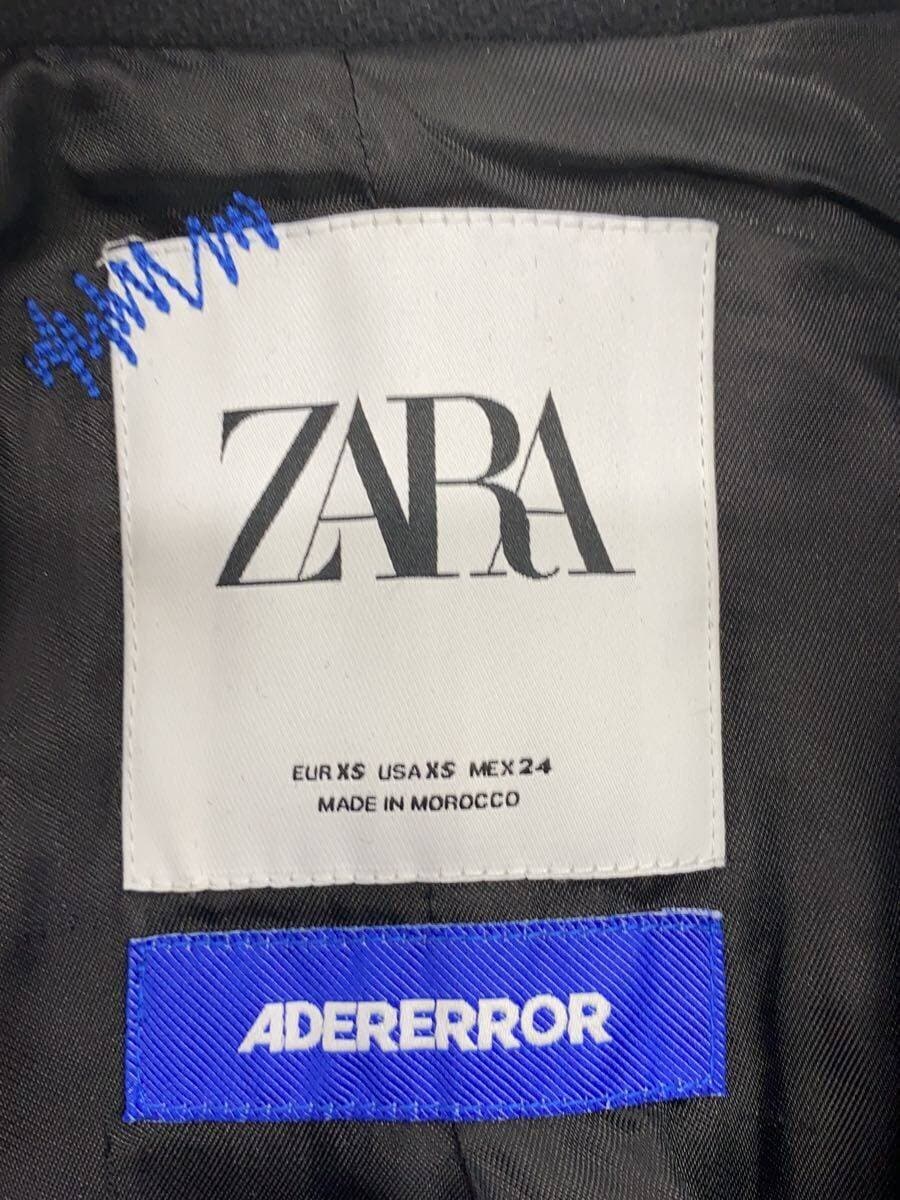 ZARA
EUR XS USA XS MEX 24
MADE IN MOROCCO
ADERERROR